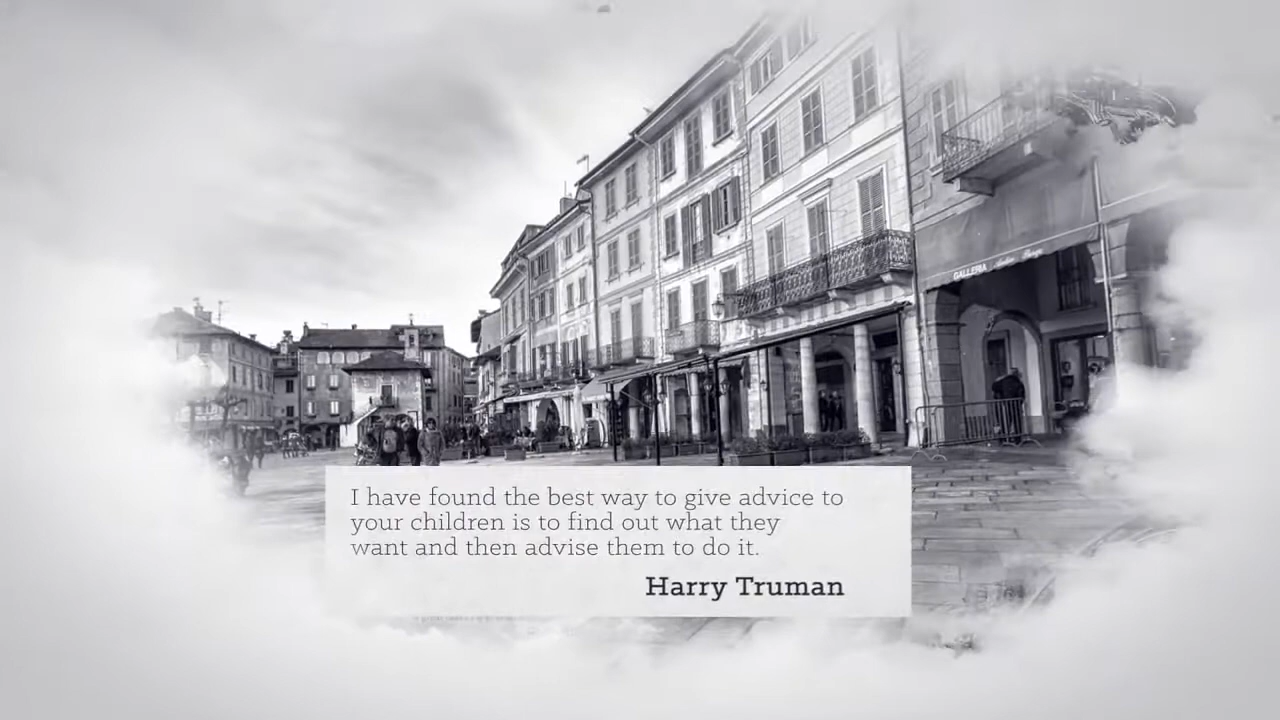 GALLERIA
I have found the best way to give advice to
your children is to find out what they
want and then advise them to do it.
Harry Truman